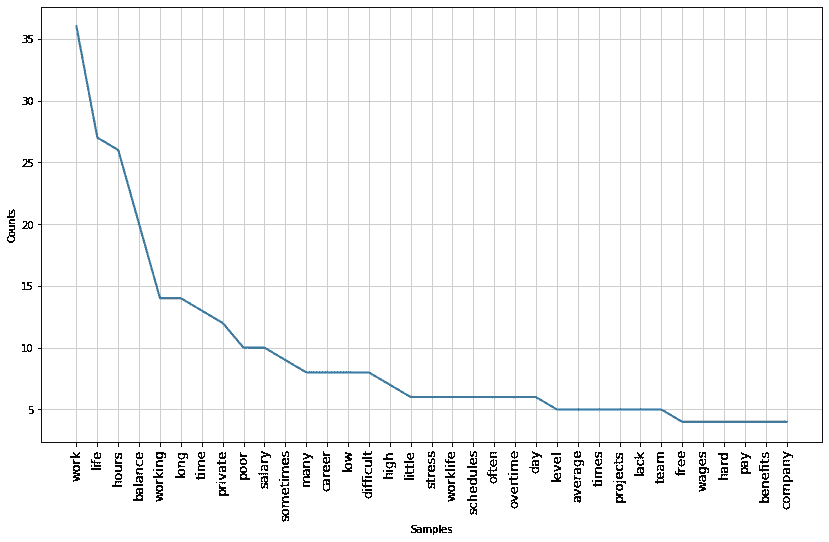 35
30
25
20
15
10
5
Counts
work
life
hours
balance
working
long
time
private
poor
salary
sometimes
many
career
low
difficult
high
little
stress
worklife
schedules
often
overtime
day
level
average
times
projects
lack
team
free
wages
hard
pay
benefits
company
Samples